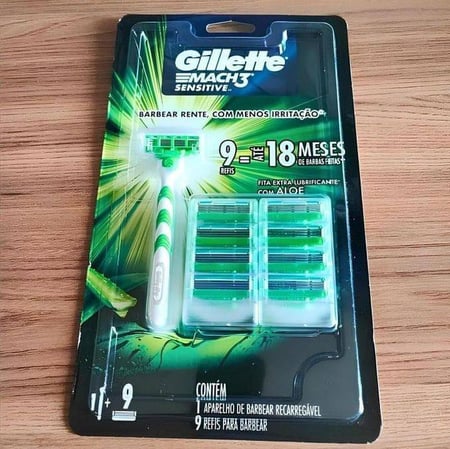 Gillette
MACH3
SENSITIVE
BARBEAR RENTE, COM MENOS IRRITAÇÃO
9 = ATÉ 18 MESES
REFIS DE BARBAS FEITAS
FITA EXTRA LUBRIFICANTE
COM ALOE
+ 9
CONTÉM
1 APARELHO DE BARBEAR RECARREGÁVEL
9 REFIS PARA BARBEAR